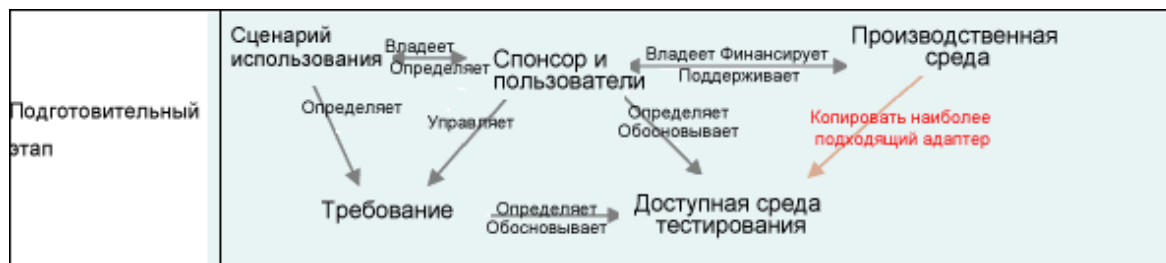 Подготовительный
этап
Сценарий
использования
Владеет
Определяет
Спонсор и
пользователи
Владеет Финансирует
Поддерживает
Производственная
среда
Определяет
Управляет
Определяет
Обосновывает
Копировать наиболее
подходящий адаптер
Требование
Определяет
Обосновывает
Доступная среда
тестирования